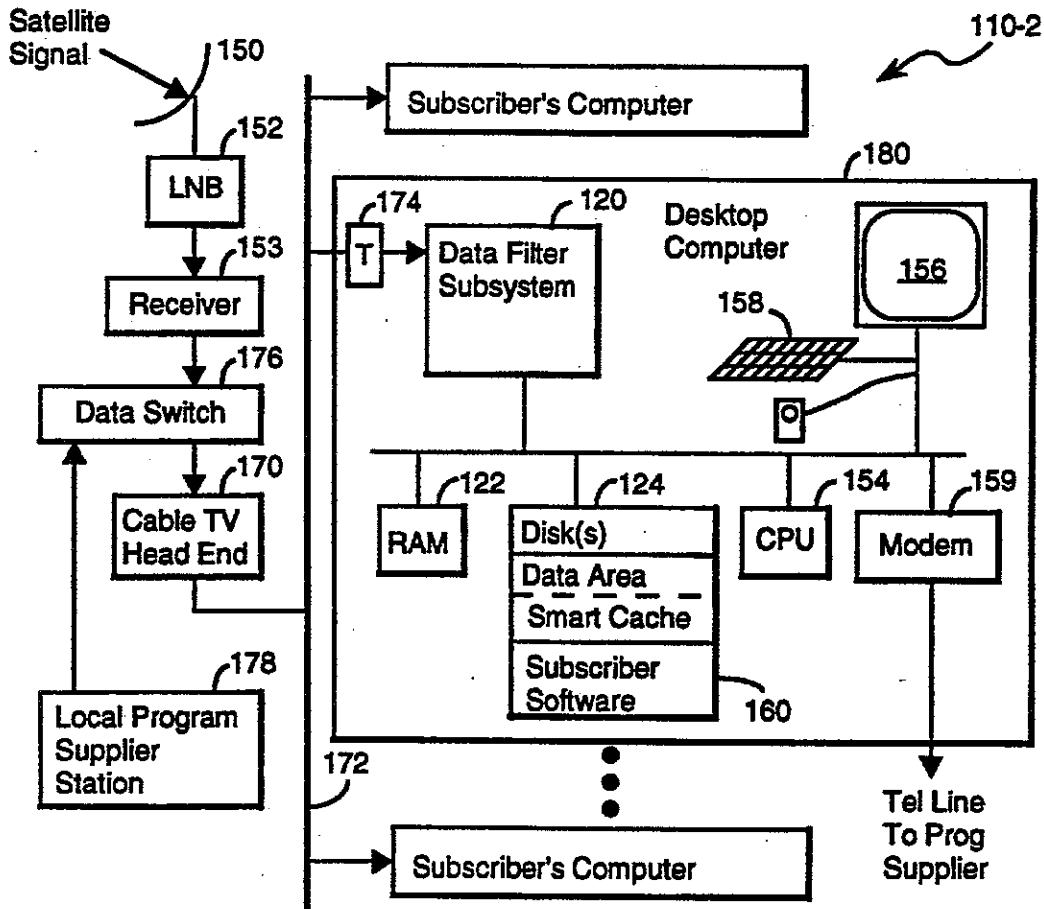 Satellite
Signal
150
110-2
Subscriber's Computer
152
LNB
180
174
T
120
Data Filter
Subsystem
Desktop
Computer
156
153
Receiver
158
176
Data Switch
170
Cable TV
Head End
122
RAM
124
Disk(s)
Data Area
Smart Cache
Subscriber
Software
160
154
CPU
159
Modem
178
Local Program
Supplier
Station
172
Tel Line
To Prog
Supplier
Subscriber's Computer